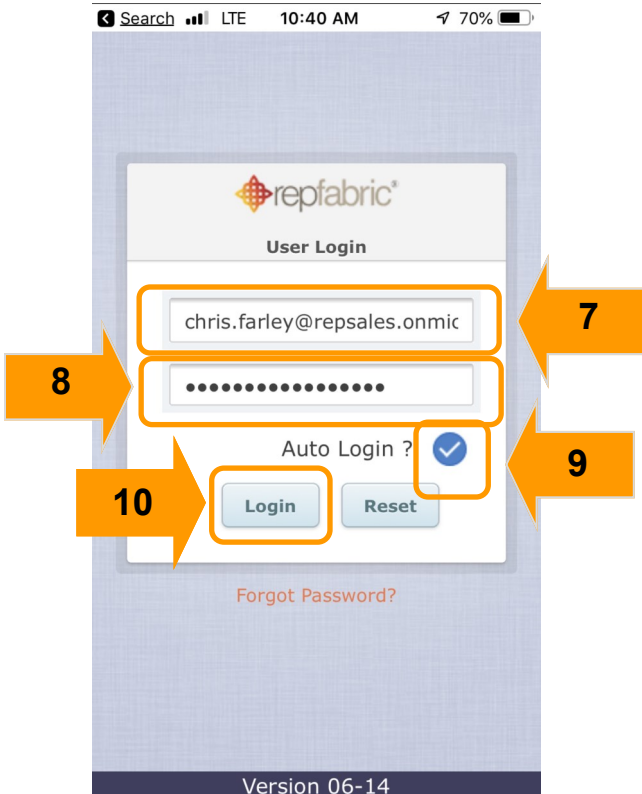 Search LTE 10:40 AM 70%
repfabric
User Login
chris.farley@repsales.onmic
7
8
•••••••••••••••••
Auto Login ?
9
10
Login Reset
Forgot Password?
Version 06-14